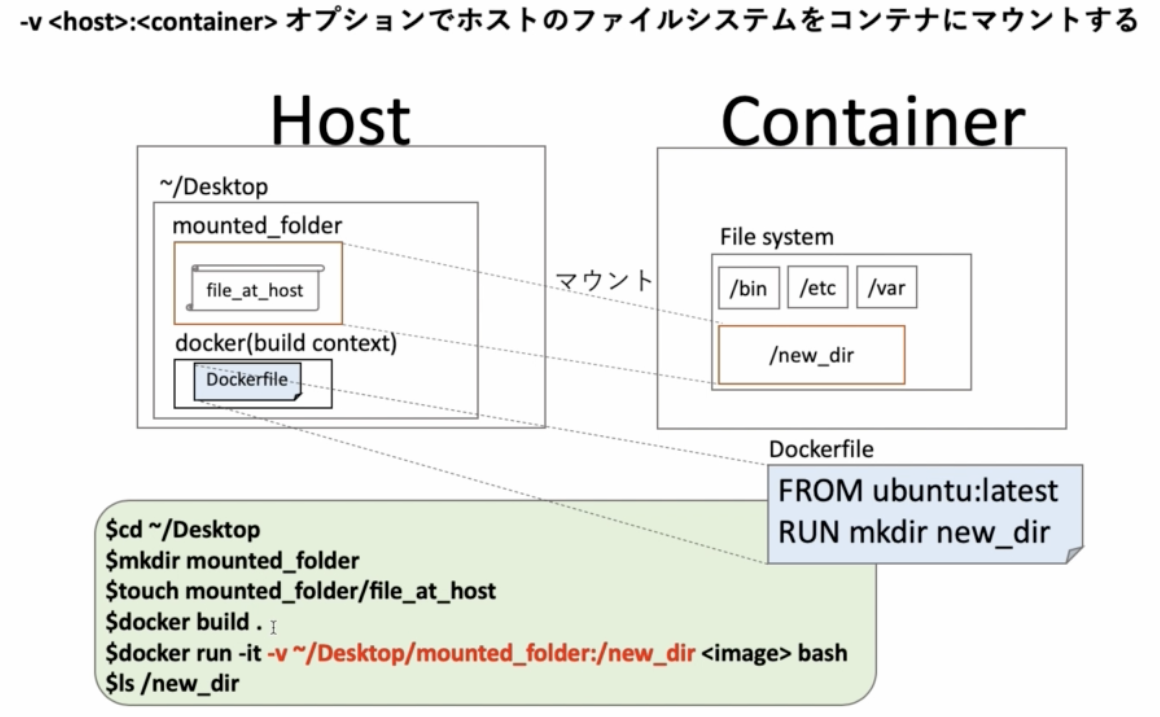 -v <host>:<container> オプションでホストのファイルシステムをコンテナにマウントする
Host
Container
~/Desktop
mounted_folder
file_at_host
docker(build context)
Dockerfile
マウント
File system
/bin
/etc
/var
/new_dir
Dockerfile
FROM ubuntu:latest
RUN mkdir new_dir
$cd ~/Desktop
$mkdir mounted_folder
$touch mounted_folder/file_at_host
$docker build .
$docker run -it -v ~/Desktop/mounted_folder:/new_dir <image> bash
$ls /new_dir